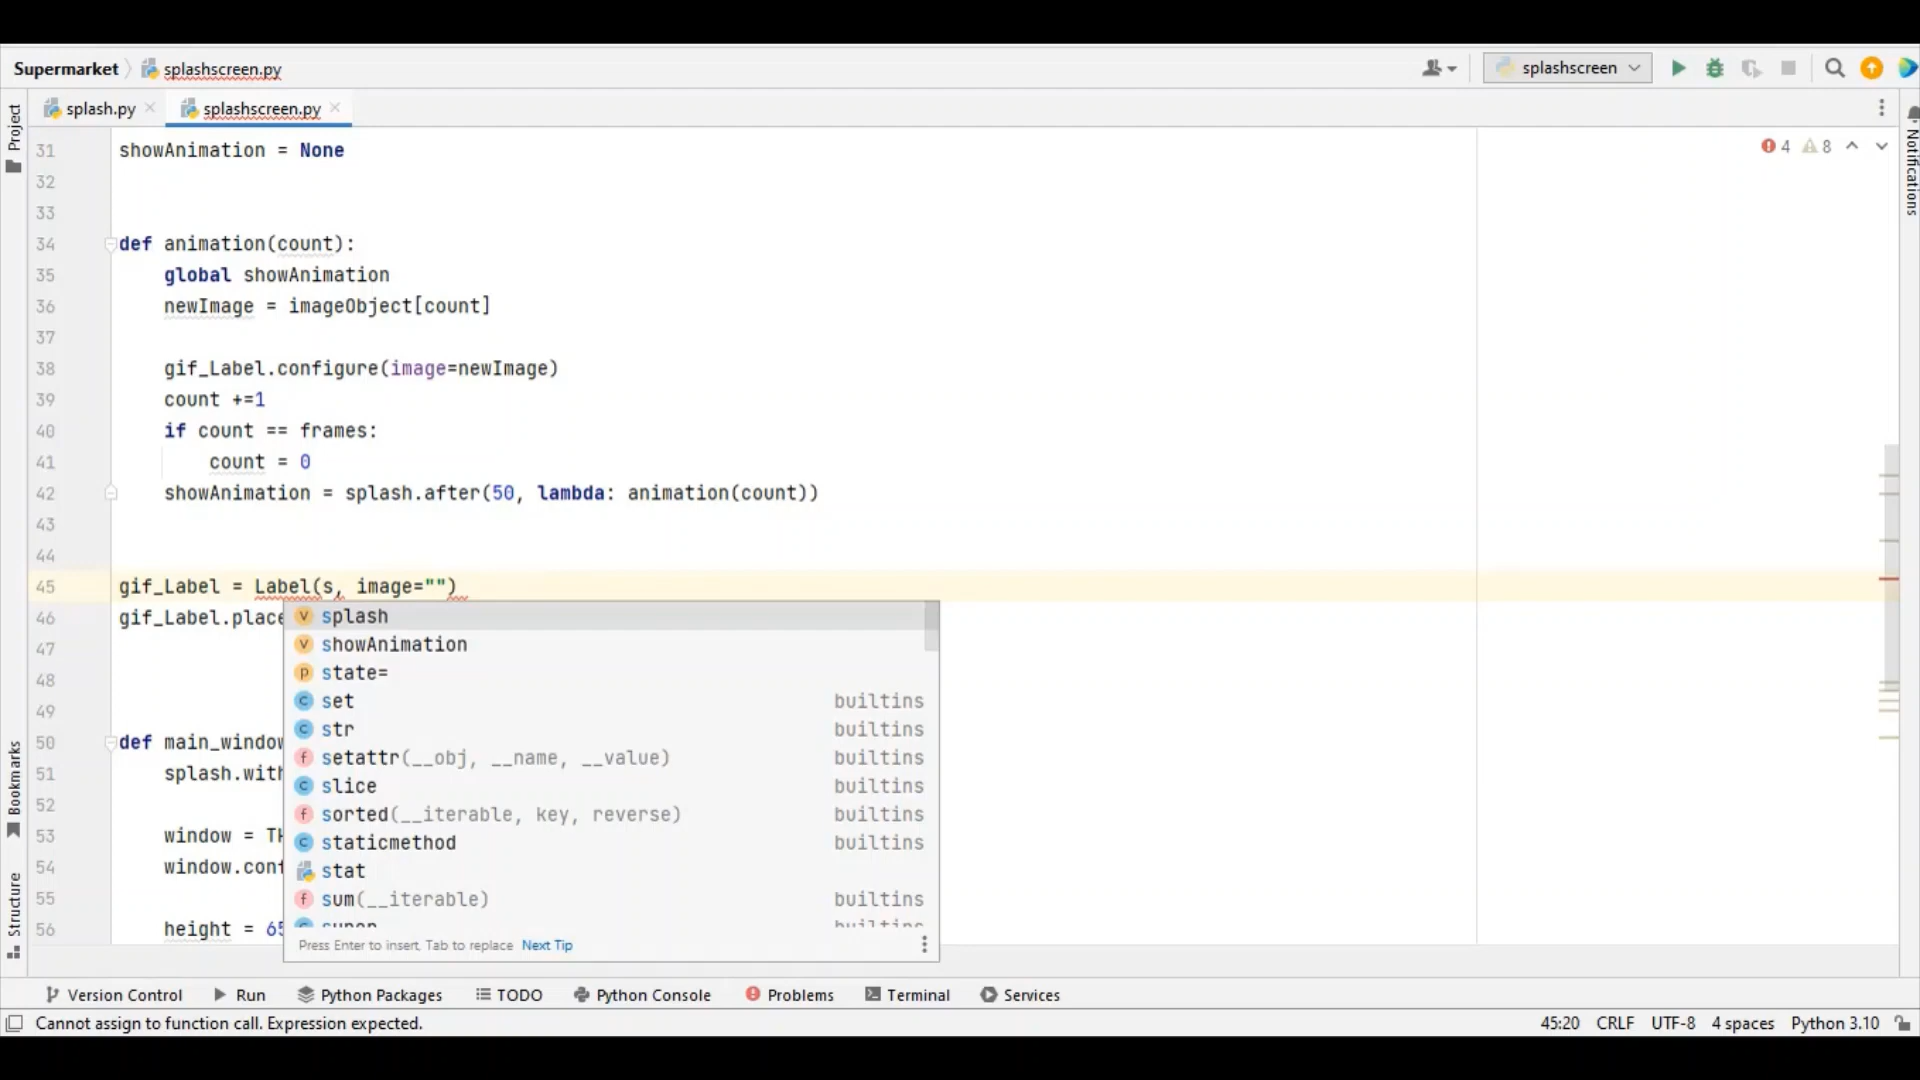 Supermarket
splashscreen.py
splashscreen
splash.py
splashscreen.py
Project
Notifications
4
8
31 showAnimation = None
32
33
34 def animation(count):
35 global showAnimation
36 newImage = imageObject[count]
37
38 gif_Label.configure(image=newImage)
39 count +=1
40 if count == frames:
41 count = 0
42 showAnimation = splash.after(50, lambda: animation(count))
43
44
45 gif_Label = Label(s, image="")
46 gif_Label.place
47
48
49
50 def main_window
51 splash.with
52
53 window =
54 window.conf
55
56 height =
splash
showAnimation
state=
set builtins
str builtins
setattr(__obj, __name, __value) builtins
slice builtins
sorted(__iterable, key, reverse) builtins
staticmethod builtins
stat
sum(__iterable) builtins
Press Enter to insert, Tab to replace Next Tip
Bookmarks
Structure
Version Control
Run
Python Packages
TODO
Python Console
Problems
Terminal
Services
Cannot assign to function call. Expression expected.
45:20 CRLF UTF-8 4 spaces Python 3.10